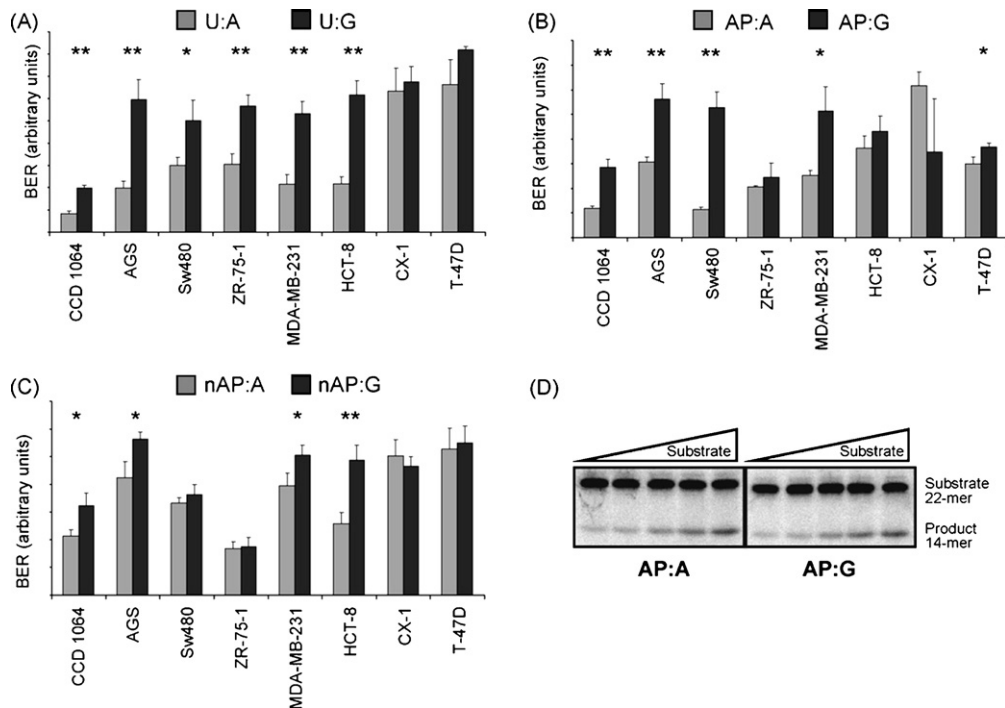 (A)
U:A U:G
BER (arbitrary units)
** ** * ** ** **
CCD 1064
AGS
Sw480
ZR-75-1
MDA-MB-231
HCT-8
CX-1
T-47D
(B)
AP:A AP:G
BER (arbitrary units)
** ** ** * *
CCD 1064
AGS
Sw480
ZR-75-1
MDA-MB-231
HCT-8
CX-1
T-47D
(C)
nAP:A nAP:G
BER (arbitrary units)
* * * **
CCD 1064
AGS
Sw480
ZR-75-1
MDA-MB-231
HCT-8
CX-1
T-47D
(D)
Substrate Substrate
Substrate
22-mer
Product
14-mer
AP:A AP:G